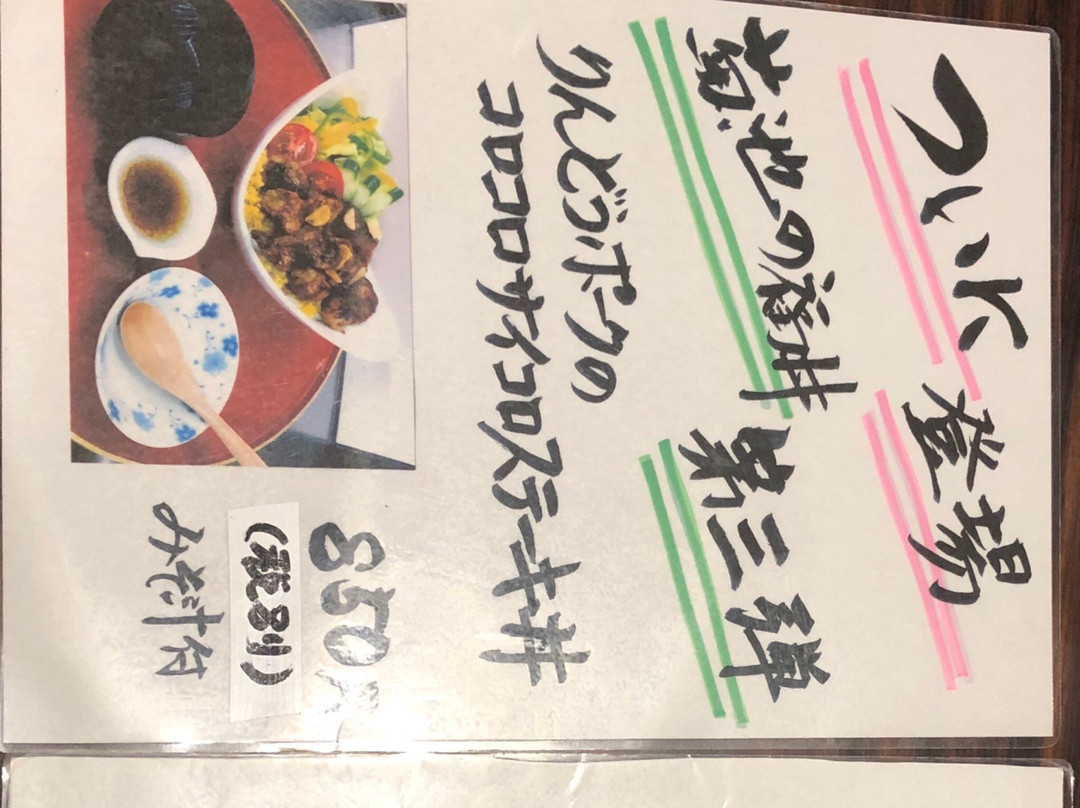 ついに 登場
菊池の福丼 第三弾
りんどうポークの
コロコロサイコロステーキ丼
850円
(税別)
みそ汁付